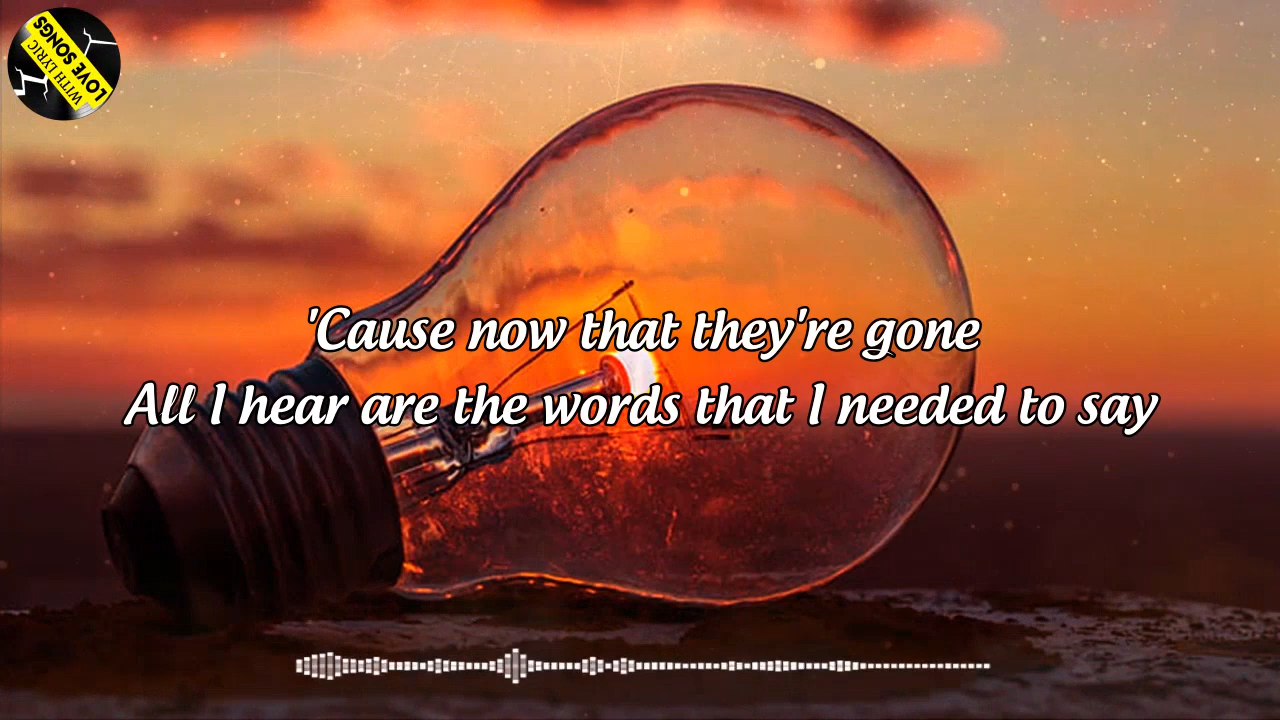 LOVE SONGS
WITH LYRIC
'Cause now that they're gone
All I hear are the words that I needed to say